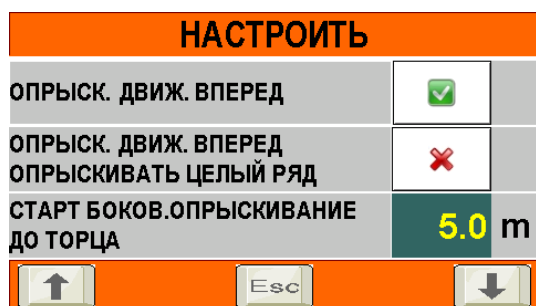 НАСТРОИТЬ
ОПРЫСК. ДВИЖ. ВПЕРЕД
ОПРЫСК. ДВИЖ. ВПЕРЕД
ОПРЫСКИВАТЬ ЦЕЛЫЙ РЯД
СТАРТ БОКОВ.ОПРЫСКИВАНИЕ
ДО ТОРЦА
5.0 m
Esc